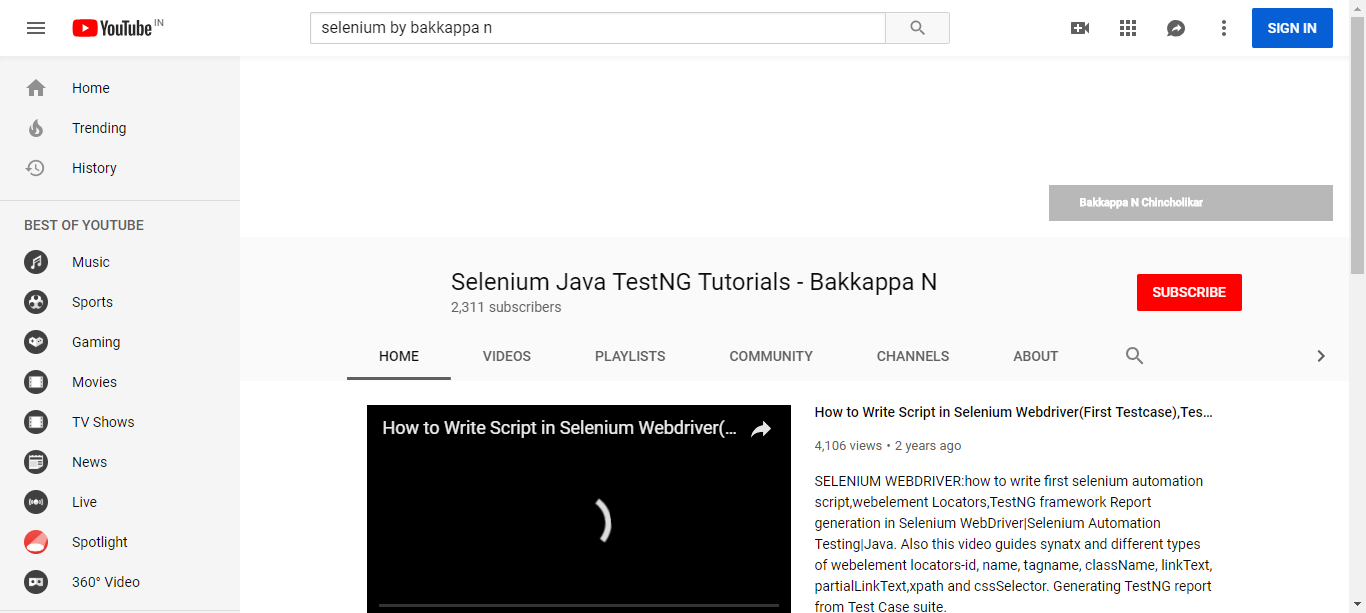 YouTube IN
selenium by bakkappa n
SIGN IN
Home
Trending
History
BEST OF YOUTUBE
Music
Sports
Gaming
Movies
TV Shows
News
Live
Spotlight
360° Video
Bakkappa N Chincholikar
Selenium Java TestNG Tutorials - Bakkappa N
2,311 subscribers
SUBSCRIBE
HOME VIDEOS PLAYLISTS COMMUNITY CHANNELS ABOUT
How to Write Script in Selenium Webdriver(...
How to Write Script in Selenium Webdriver(First Testcase),Tes...
4,106 views • 2 years ago
SELENIUM WEBDRIVER:how to write first selenium automation
script,webelement Locators,TestNG framework Report
generation in Selenium WebDriver|Selenium Automation
Testing|Java. Also this video guides synatx and different types
of webelement locators-id, name, tagname, className, linkText,
partialLinkText,xpath and cssSelector. Generating TestNG report
from Test Case suite.